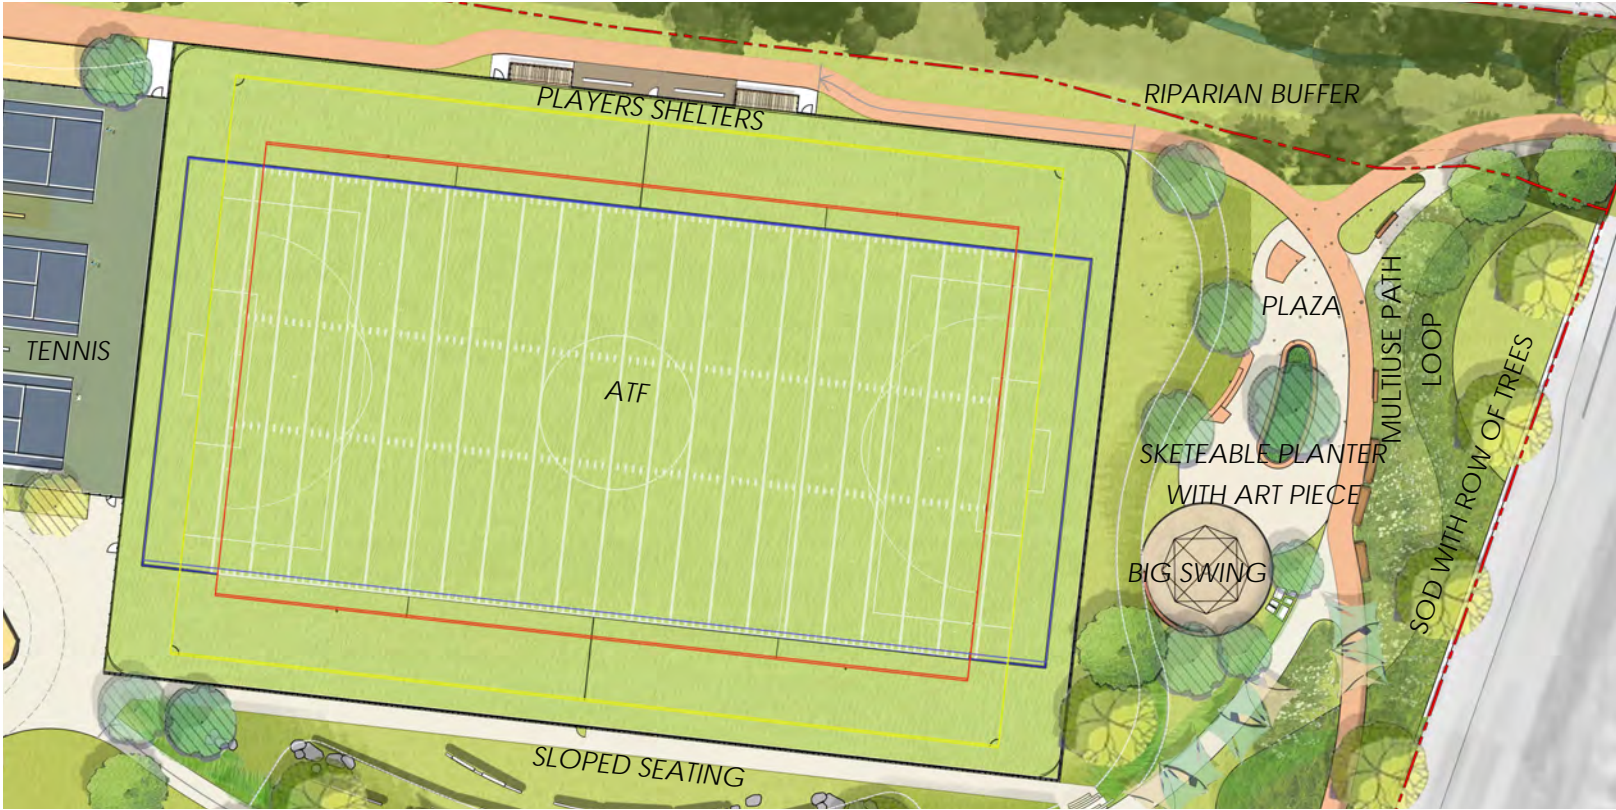 RIPARIAN BUFFER
PLAYERS SHELTERS
PLAZA
TENNIS
ATF
MULTIUSE PATH
LOOP
SOD WITH ROW OF TREES
SKETEABLE PLANTER
WITH ART PIECE
BIG SWING
SLOPED SEATING